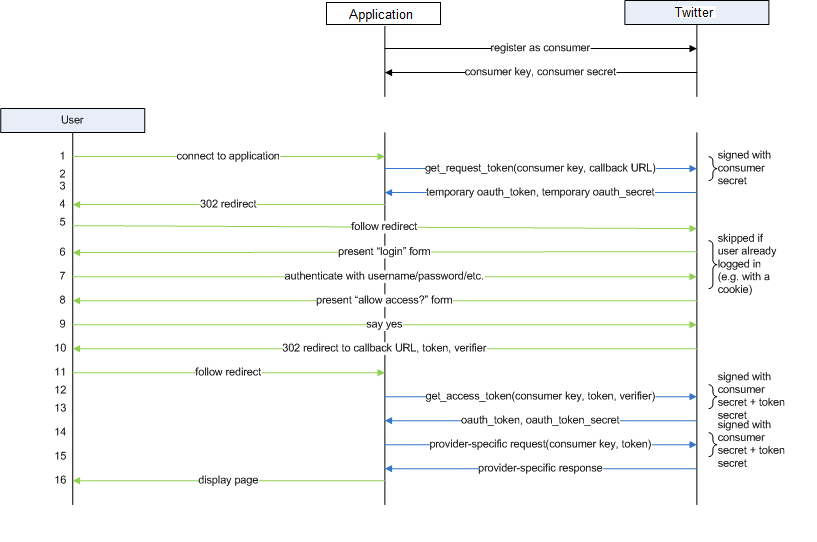 Application
Twitter
register as consumer
consumer key, consumer secret
User
1
connect to application
signed with
consumer
secret
2
get_request_token(consumer key, callback URL)
3
temporary oauth_token, temporary oauth_secret
4
302 redirect
5
follow redirect
skipped if
user already
logged in
(e.g. with a
cookie)
6
present “login” form
7
authenticate with username/password/etc.
8
present “allow access?” form
9
say yes
10
302 redirect to callback URL, token, verifier
11
follow redirect
signed with
consumer
secret + token
secret
12
get_access_token(consumer key, token, verifier)
13
oauth_token, oauth_token_secret
signed with
consumer
secret + token
secret
14
provider-specific request(consumer key, token)
15
provider-specific response
16
display page